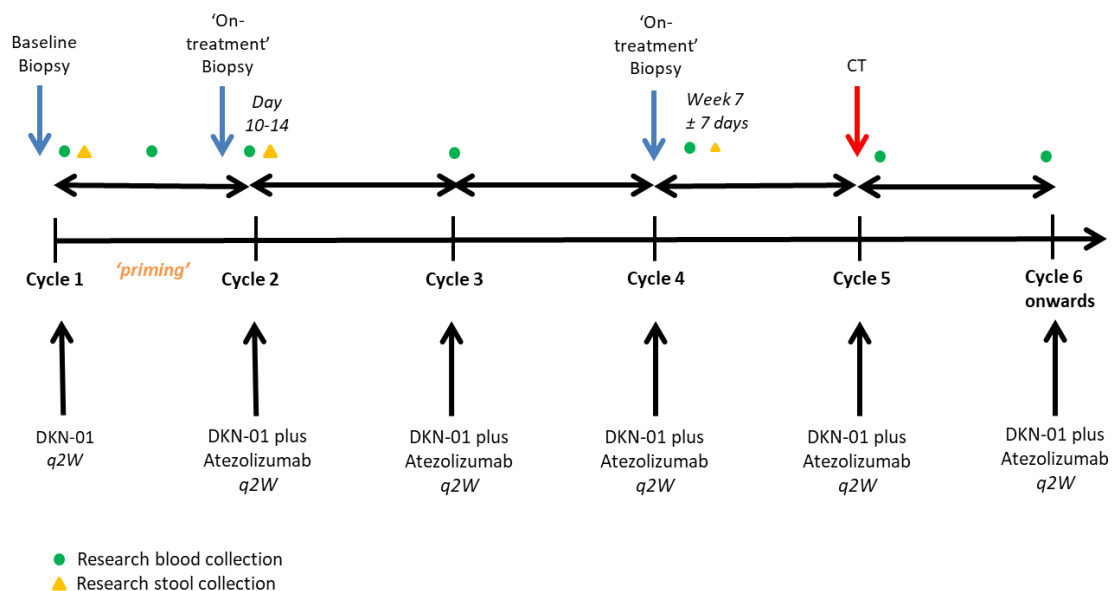 Baseline
Biopsy
‘On-
treatment’
Biopsy
Day
10-14
‘On-
treatment’
Biopsy
Week 7
± 7 days
CT
Cycle 1
‘priming’
Cycle 2
Cycle 3
Cycle 4
Cycle 5
Cycle 6
onwards
DKN-01
q2W
DKN-01 plus
Atezolizumab
q2W
DKN-01 plus
Atezolizumab
q2W
DKN-01 plus
Atezolizumab
q2W
DKN-01 plus
Atezolizumab
q2W
DKN-01 plus
Atezolizumab
q2W
Research blood collection
Research stool collection